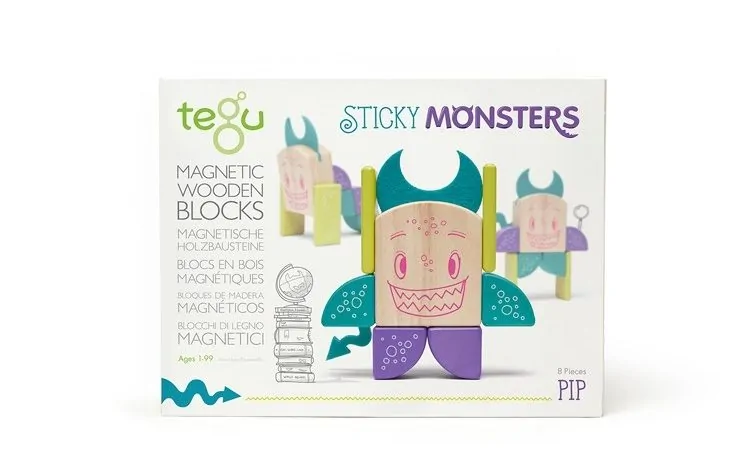 tegu
STICKY MONSTERS
MAGNETIC
WOODEN
BLOCKS
MAGNETISCHE
HOLZBAUSTEINE
BLOCS EN BOIS
MAGNÉTIQUES
BLOQUES DE MADERA
MAGNÉTICOS
BLOCCHI DI LEGNO
MAGNETICI
Ages 1-99
8 Pieces
PIP